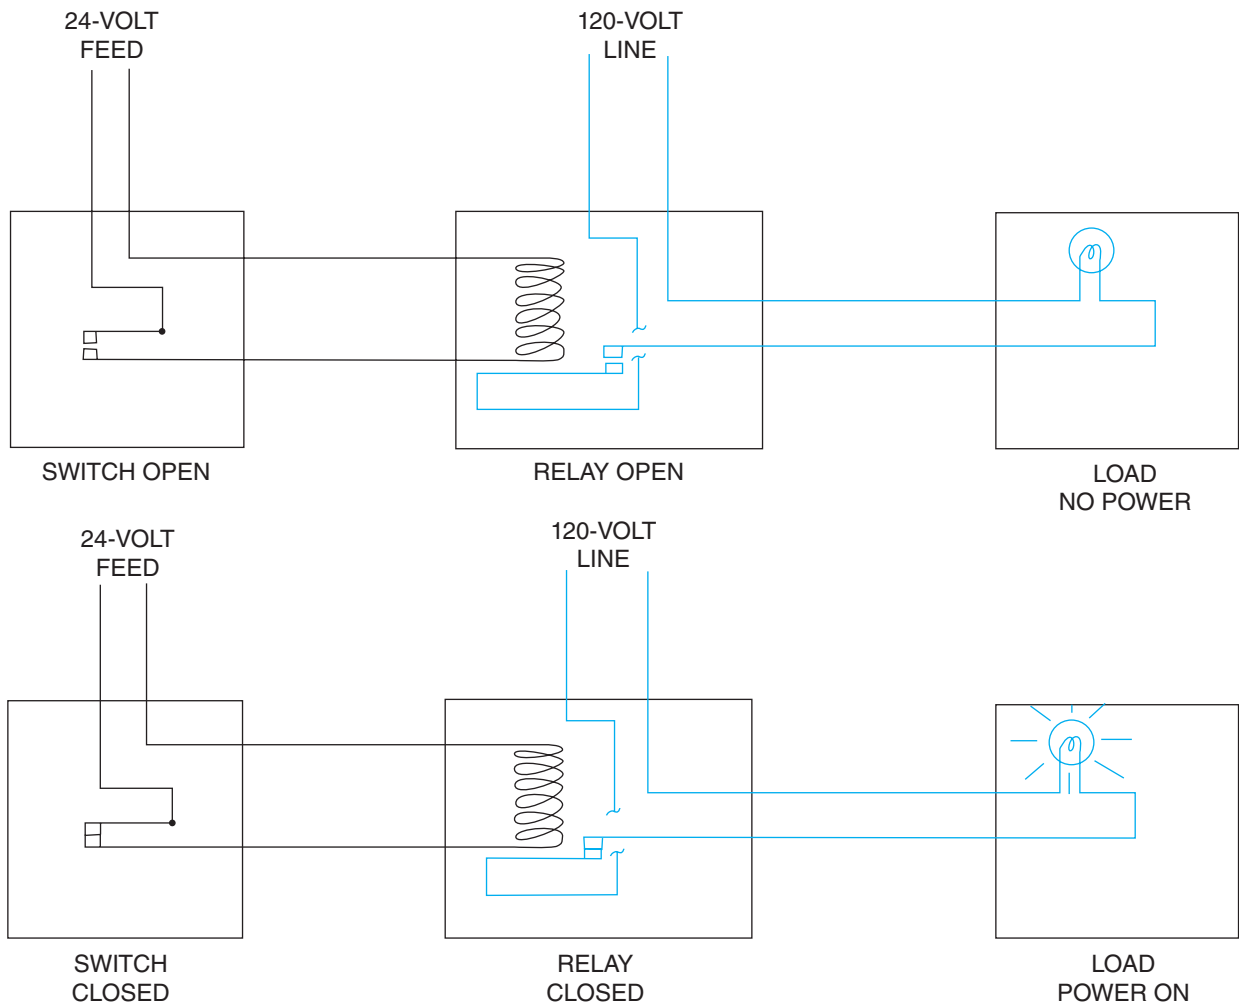 24-VOLT
FEED
120-VOLT
LINE
SWITCH OPEN
RELAY OPEN
LOAD
NO POWER
24-VOLT
FEED
120-VOLT
LINE
SWITCH
CLOSED
RELAY
CLOSED
LOAD
POWER ON